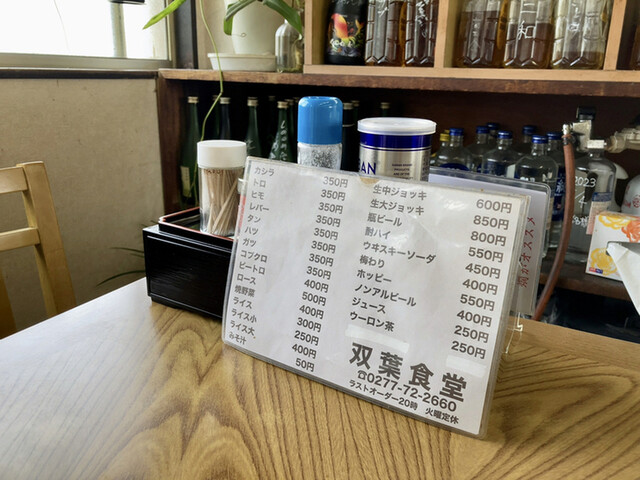 カシラ 350円
トロ 350円
ヒモ 350円
レバー 350円
タン 350円
ハツ 350円
ガツ 350円
コブクロ 350円
ピートロ 400円
ロース 500円
焼野菜 400円
ライス 300円
ライス小 250円
ライス大 400円
みそ汁 50円
生中ジョッキ 600円
生大ジョッキ 850円
瓶ビール 800円
酎ハイ 550円
ウヰスキーソーダ 450円
梅わり 400円
ホッピー 550円
ノンアルビール 400円
ジュース 250円
ウーロン茶 250円
双葉食堂
☎0277-72-2660
ラストオーダー20時 火曜定休
2023